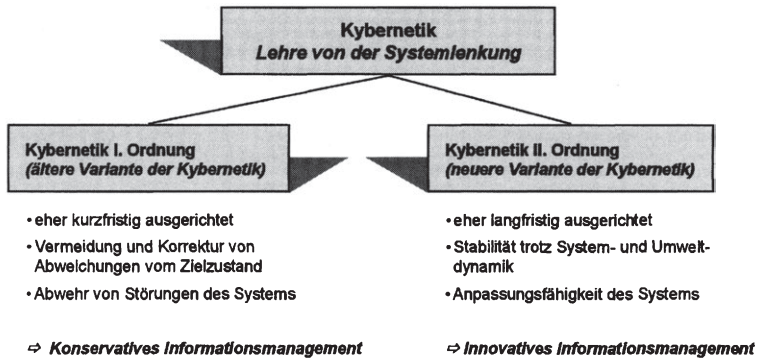 Kybernetik
Lehre von der Systemlenkung
Kybernetik I. Ordnung
(ältere Variante der Kybernetik)
• eher kurzfristig ausgerichtet
• Vermeidung und Korrektur von
Abweichungen vom Zielzustand
• Abwehr von Störungen des Systems
⇨ Konservatives Informationsmanagement
Kybernetik II. Ordnung
(neuere Variante der Kybernetik)
• eher langfristig ausgerichtet
• Stabilität trotz System- und Umwelt-
dynamik
• Anpassungsfähigkeit des Systems
⇨ Innovatives Informationsmanagement